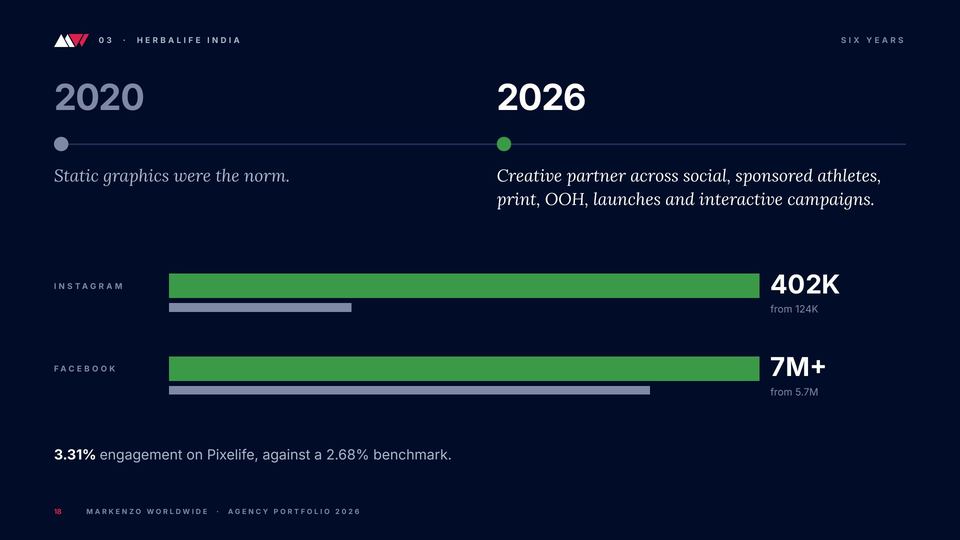 03 · HERBALIFE INDIA
SIX YEARS
2020
2026
Static graphics were the norm.
Creative partner across social, sponsored athletes,
print, OOH, launches and interactive campaigns.
INSTAGRAM
402K
from 124K
FACEBOOK
7M+
from 5.7M
3.31% engagement on Pixelife, against a 2.68% benchmark.
18 MARKENZO WORLDWIDE · AGENCY PORTFOLIO 2026